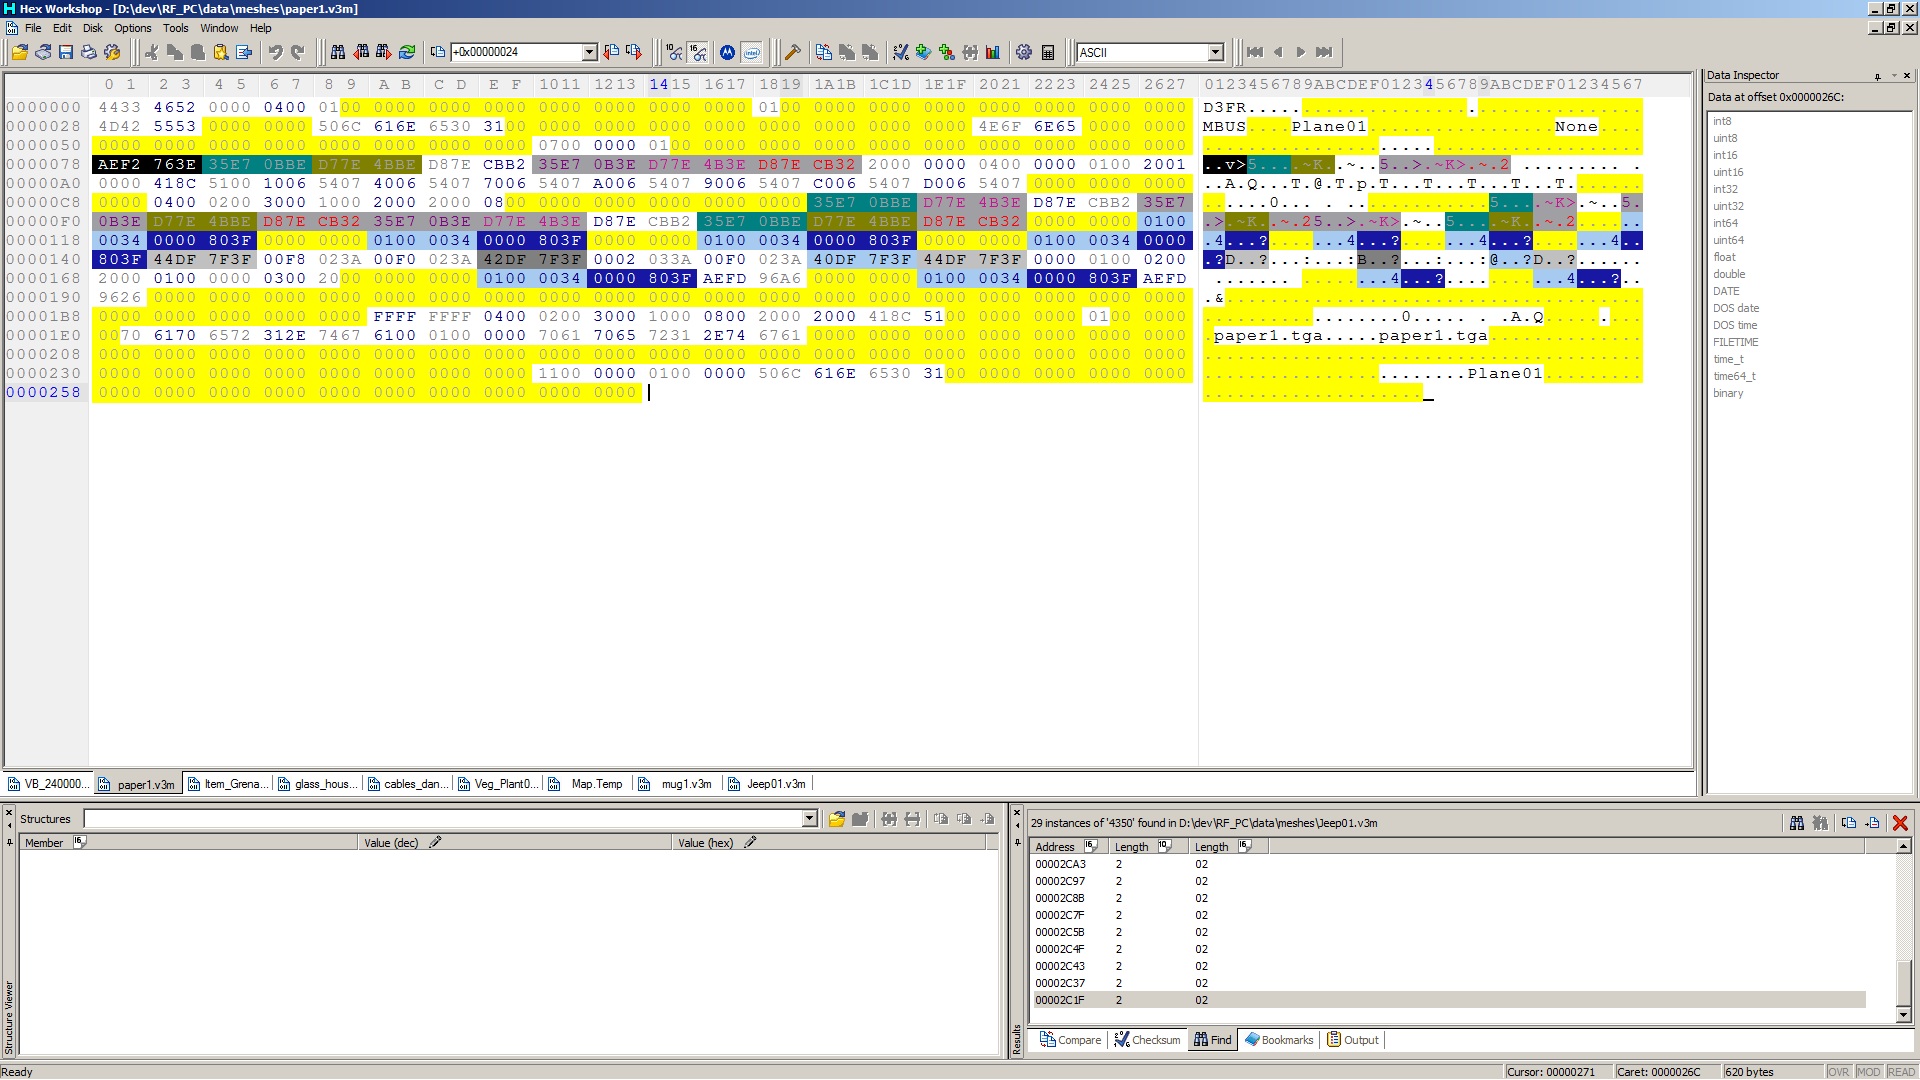 Hex Workshop - [D:\dev\RF_PC\data\meshes\paper1.v3m]
File Edit Disk Options Tools Window Help
+0x00000024
ASCII
0 1 2 3 4 5 6 7 8 9 A B C D E F 1011 1213 1415 1617 1819 1A1B 1C1D 1E1F 2021 2223 2425 2627 0123456789ABCDEF0123456789ABCDEF01234567
0000000 4433 4652 0000 0400 0100 0000 0000 0000 0000 0000 0000 0000 0100 0000 0000 0000 0000 0000 0000 0000 D3FR
0000028 4D42 5553 0000 0000 506C 616E 6530 3100 0000 0000 0000 0000 0000 0000 0000 0000 4E6F 6E65 0000 0000 MBUS....Plane01.................None....
0000050 0000 0000 0000 0000 0000 0000 0000 0000 0700 0000 0100 0000 0000 0000 0000 0000 0000 0000 0000 0000
0000078 AEF2 763E 35E7 0BBE D77E 4BBE D87E CBB2 35E7 0B3E D77E 4B3E D87E CB32 2000 0000 0400 0000 0100 2001
00000A0 0000 418C 5100 1006 5407 4006 5407 7006 5407 A006 5407 9006 5407 C006 5407 D006 5407 0000 0000 0000
00000C8 0000 0400 0200 3000 1000 2000 2000 0800 0000 0000 0000 0000 0000 35E7 0BBE D77E 4B3E D87E CBB2 35E7
00000F0 0B3E D77E 4BBE D87E CB32 35E7 0B3E D77E 4B3E D87E CBB2 35E7 0BBE D77E 4BBE D87E CB32 0000 0000 0100
0000118 0034 0000 803F 0000 0000 0100 0034 0000 803F 0000 0000 0100 0034 0000 803F 0000 0000 0100 0034 0000
0000140 803F 44DF 7F3F 00F8 023A 00F0 023A 42DF 7F3F 0002 033A 00F0 023A 40DF 7F3F 44DF 7F3F 0000 0100 0200
0000168 2000 0100 0000 0300 2000 0000 0000 0100 0034 0000 803F AEFD 96A6 0000 0000 0100 0034 0000 803F AEFD
0000190 9626 0000 0000 0000 0000 0000 0000 0000 0000 0000 0000 0000 0000 0000 0000 0000 0000 0000 0000 0000
00001B8 0000 0000 0000 0000 0000 FFFF FFFF 0400 0200 3000 1000 0800 2000 2000 418C 5100 0000 0000 0100 0000
00001E0 0070 6170 6572 312E 7467 6100 0100 0000 7061 7065 7231 2E74 6761 0000 0000 0000 0000 0000 0000 0000 .paper1.tga.....paper1.tga
0000208 0000 0000 0000 0000 0000 0000 0000 0000 0000 0000 0000 0000 0000 0000 0000 0000 0000 0000 0000 0000
0000230 0000 0000 0000 0000 0000 0000 0000 0000 1100 0000 0100 0000 506C 616E 6530 3100 0000 0000 0000 0000 Plane01
0000258 0000 0000 0000 0000 0000 0000 0000 0000 0000 0000
Data Inspector
Data at offset 0x0000026C:
int8
uint8
int16
uint16
int32
uint32
int64
uint64
float
double
DATE
DOS date
DOS time
FILETIME
time_t
time64_t
binary
VB_240000... paper1.v3m Item_Grena... glass_hous... cables_dan... Veg_Plant0... Map.Temp mug1.v3m Jeep01.v3m
Structures
Member Value (dec) Value (hex)
Structure Viewer
29 instances of '4350' found in D:\dev\RF_PC\data\meshes\Jeep01.v3m
Address Length Length
00002CA3 2 02
00002C97 2 02
00002C8B 2 02
00002C7F 2 02
00002C5B 2 02
00002C4F 2 02
00002C43 2 02
00002C37 2 02
00002C1F 2 02
Results
Compare Checksum Find Bookmarks Output
Ready Cursor: 00000271 Caret: 0000026C 620 bytes OVR MOD READ